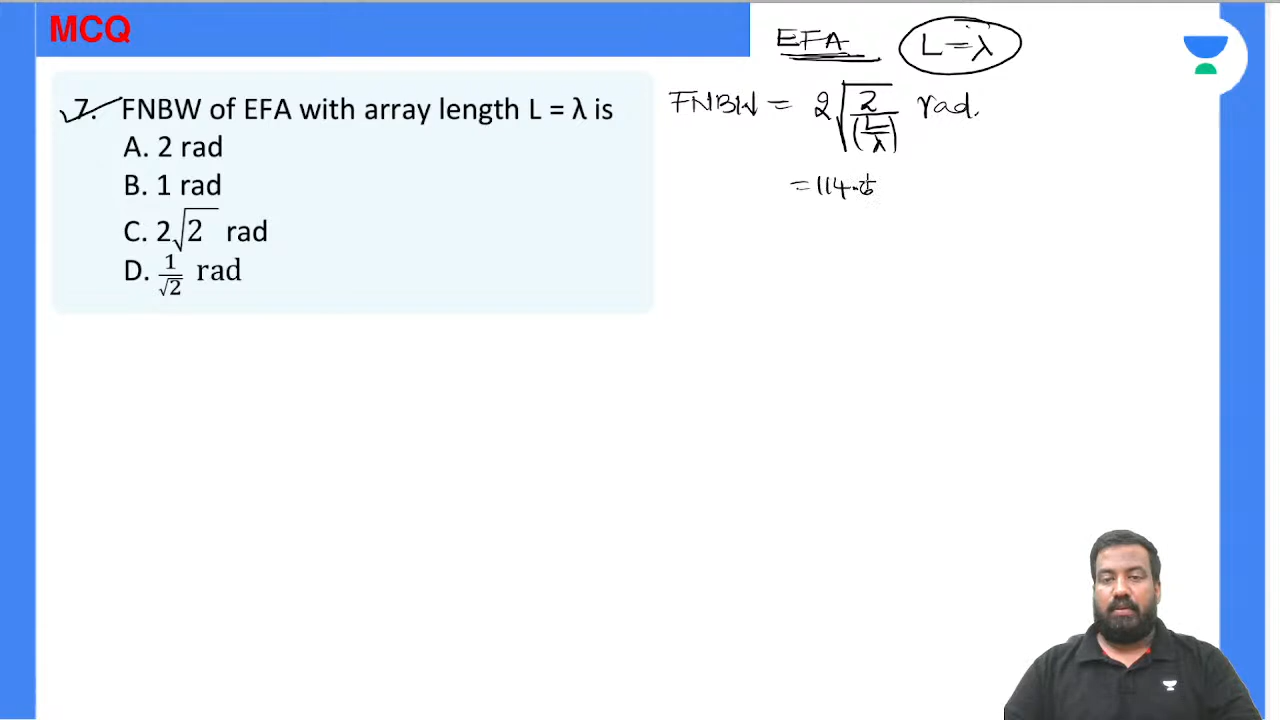 MCQ
EFA L = λ
7. FNBW of EFA with array length L = λ is
A. 2 rad
B. 1 rad
C. 2√2 rad
D. 1/√2 rad
FNBW = 2√(2/(L/λ)) rad.
= 114.6